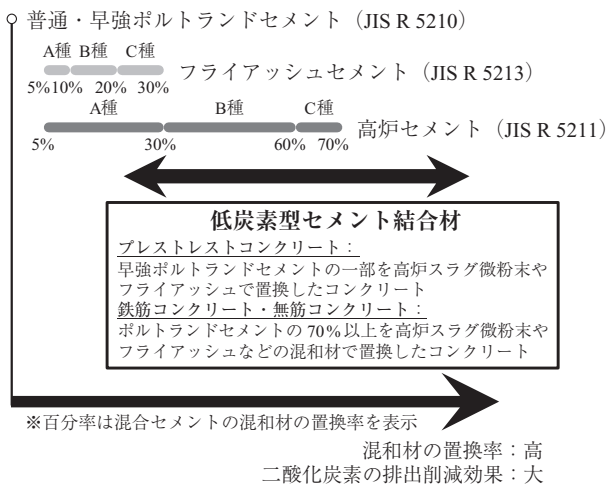 普通・早強ポルトランドセメント（JIS R 5210）
A種 B種 C種
フライアッシュセメント（JIS R 5213）
5%10% 20% 30%
A種 B種 C種
高炉セメント（JIS R 5211）
5% 30% 60% 70%
低炭素型セメント結合材
プレストレストコンクリート：
早強ポルトランドセメントの一部を高炉スラグ微粉末や
フライアッシュで置換したコンクリート
鉄筋コンクリート・無筋コンクリート：
ポルトランドセメントの 70%以上を高炉スラグ微粉末や
フライアッシュなどの混和材で置換したコンクリート
※百分率は混合セメントの混和材の置換率を表示
混和材の置換率：高
二酸化炭素の排出削減効果：大